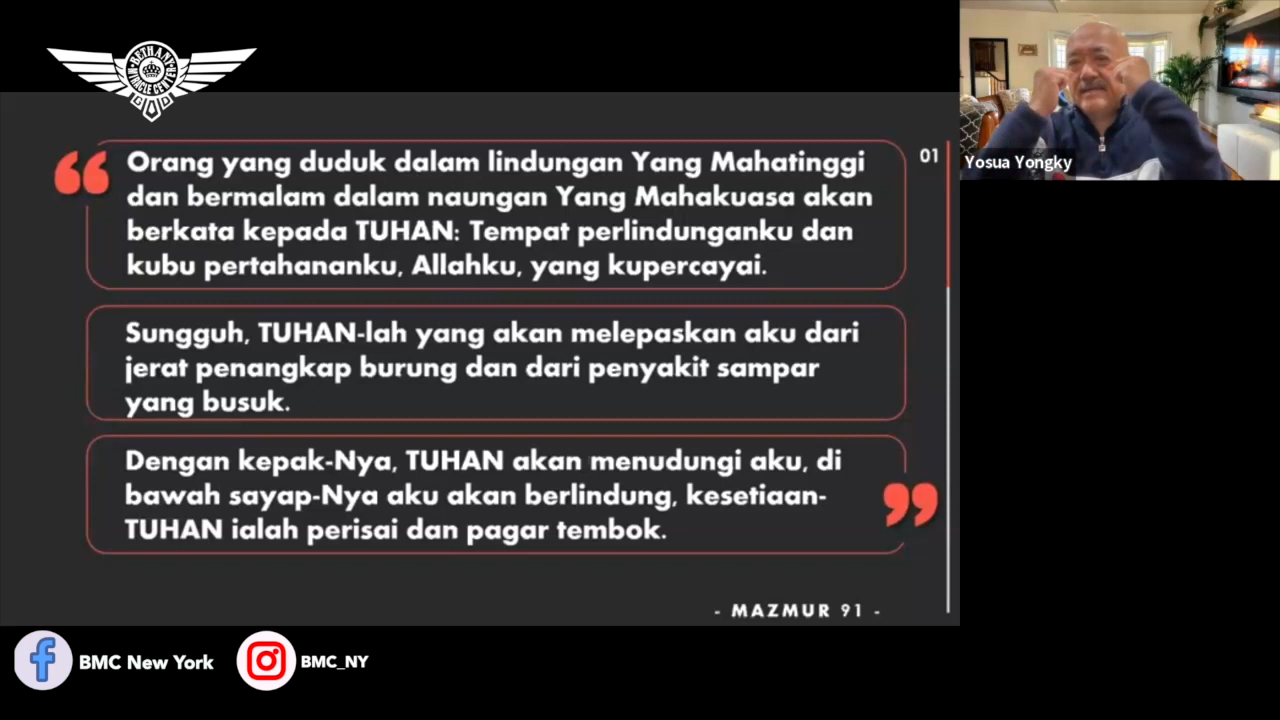 BETHANY
MIRACLE CENTER
Orang yang duduk dalam lindungan Yang Mahatinggi
dan bermalam dalam naungan Yang Mahakuasa akan
berkata kepada TUHAN: Tempat perlindunganku dan
kubu pertahananku, Allahku, yang kupercayai.
01
Sungguh, TUHAN-lah yang akan melepaskan aku dari
jerat penangkap burung dan dari penyakit sampar
yang busuk.
Dengan kepak-Nya, TUHAN akan menudungi aku, di
bawah sayap-Nya aku akan berlindung, kesetiaan-
TUHAN ialah perisai dan pagar tembok.
- MAZMUR 91 -
Yosua Yongky
BMC New York
BMC_NY